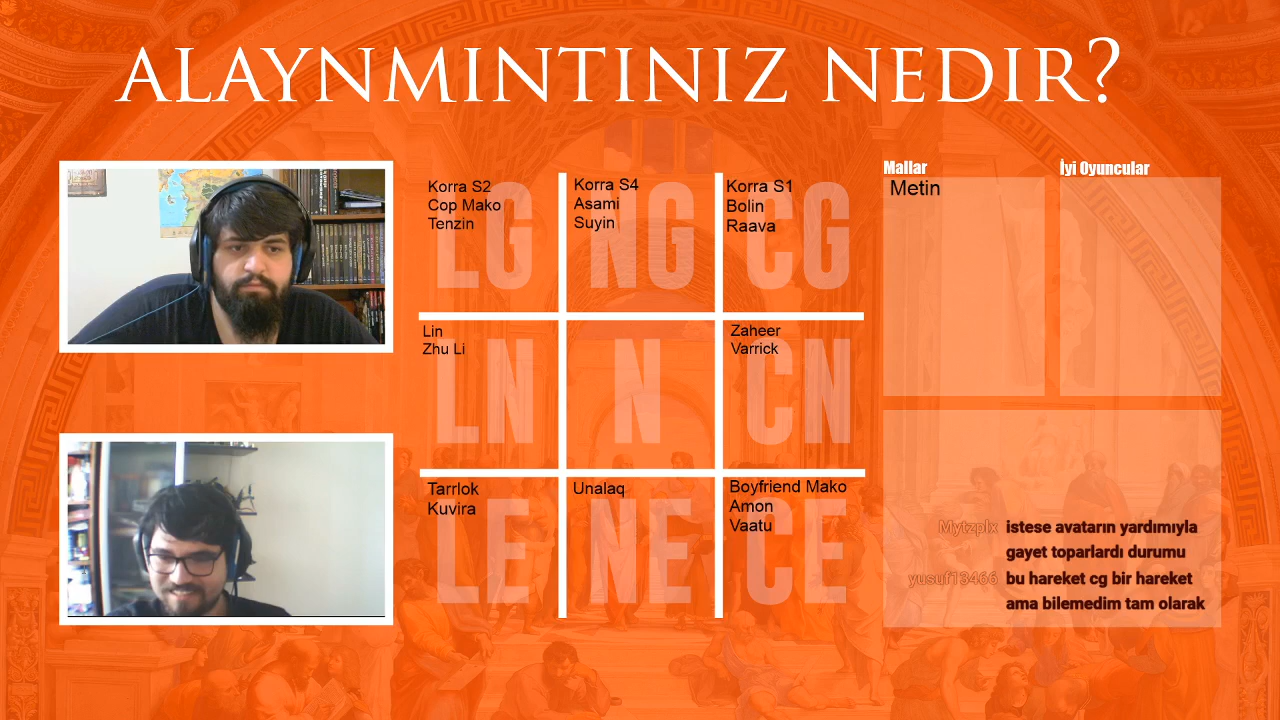 ALAYNMINTINIZ NEDIR?
Korra S2
Cop Mako
Tenzin
LG
Korra S4
Asami
Suyin
NG
Korra S1
Bolin
Raava
CG
Lin
Zhu Li
LN
N
Zaheer
Varrick
CN
Tarrlok
Kuvira
LE
Unalaq
NE
Boyfriend Mako
Amon
Vaatu
CE
Mallar
Metin
İyi Oyuncular
Mytzplx istese avatarın yardımıyla
gayet toparlardı durumu
yusuf13466 bu hareket cg bir hareket
ama bilemedim tam olarak